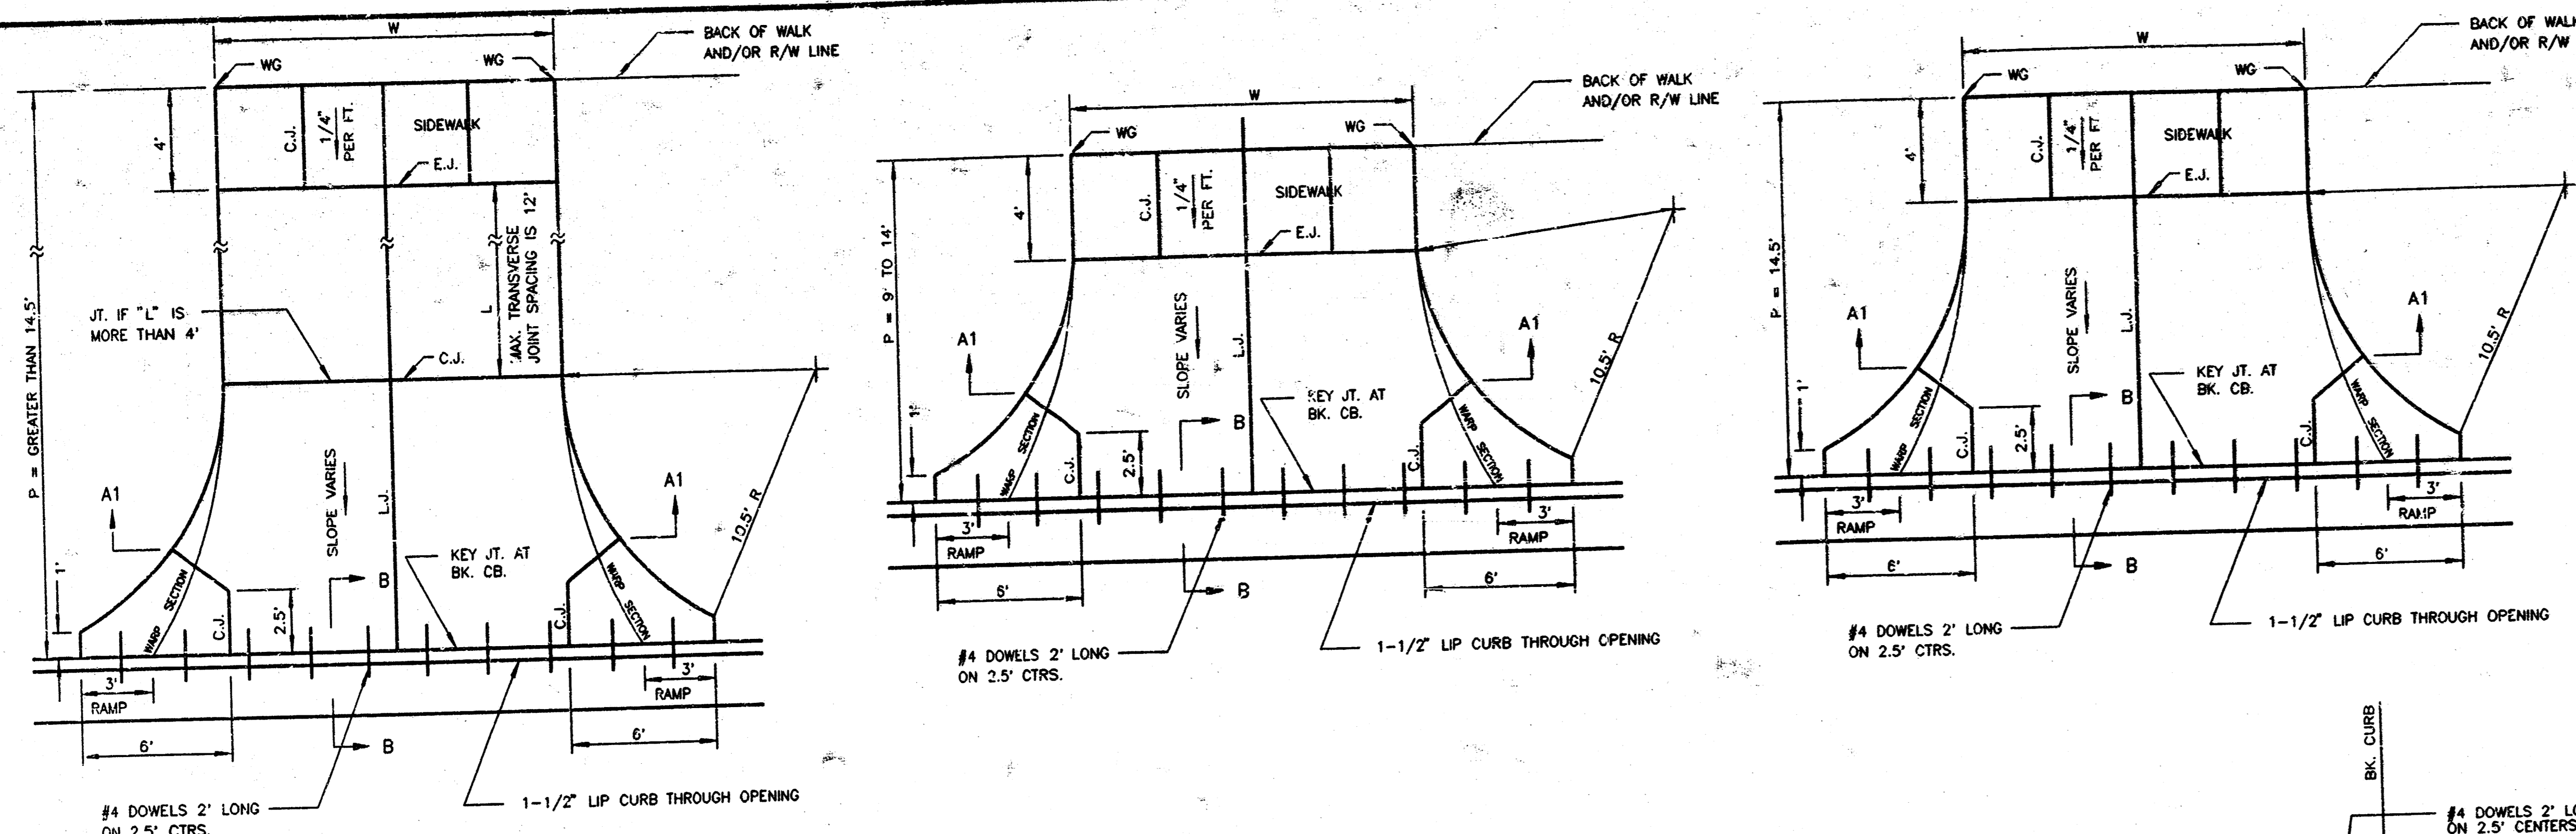 W
BACK OF WALK
AND/OR R/W LINE
WG
WG
4'
C.J.
1/4"
PER FT.
SIDEWALK
E.J.
P = GREATER THAN 14.5'
L
MAX. TRANSVERSE
JOINT SPACING IS 12'
JT. IF "L" IS
MORE THAN 4'
C.J.
10.5' R
SLOPE VARIES
L.J.
A1
A1
KEY JT. AT
BK. CB.
B
1'
WARP SECTION
C.J.
2.5'
C.J.
WARP SECTION
3'
RAMP
3'
RAMP
6'
B
6'
#4 DOWELS 2' LONG
ON 2.5' CTRS.
1-1/2" LIP CURB THROUGH OPENING
W
BACK OF WALK
AND/OR R/W LINE
WG
WG
4'
C.J.
1/4"
PER FT.
SIDEWALK
E.J.
P = 9' TO 14'
SLOPE VARIES
L.J.
A1
A1
10.5' R
KEY JT. AT
BK. CB.
B
1'
WARP SECTION
C.J.
2.5'
C.J.
WARP SECTION
3'
RAMP
3'
RAMP
6'
B
6'
#4 DOWELS 2' LONG
ON 2.5' CTRS.
1-1/2" LIP CURB THROUGH OPENING
W
BACK OF WALK
AND/OR R/W
WG
WG
4'
C.J.
1/4"
PER FT
SIDEWALK
E.J.
P = 14.5'
SLOPE VARIES
L.J.
A1
A1
10.5' R
KEY JT. AT
BK. CB.
B
1'
WARP SECTION
C.J.
2.5'
C.J.
WARP SECTION
3'
RAMP
3'
RAMP
6'
B
6'
#4 DOWELS 2' LONG
ON 2.5' CTRS.
1-1/2" LIP CURB THROUGH OPENING
BK. CURB
#4 DOWELS 2' LO
ON 2.5' CENTERS